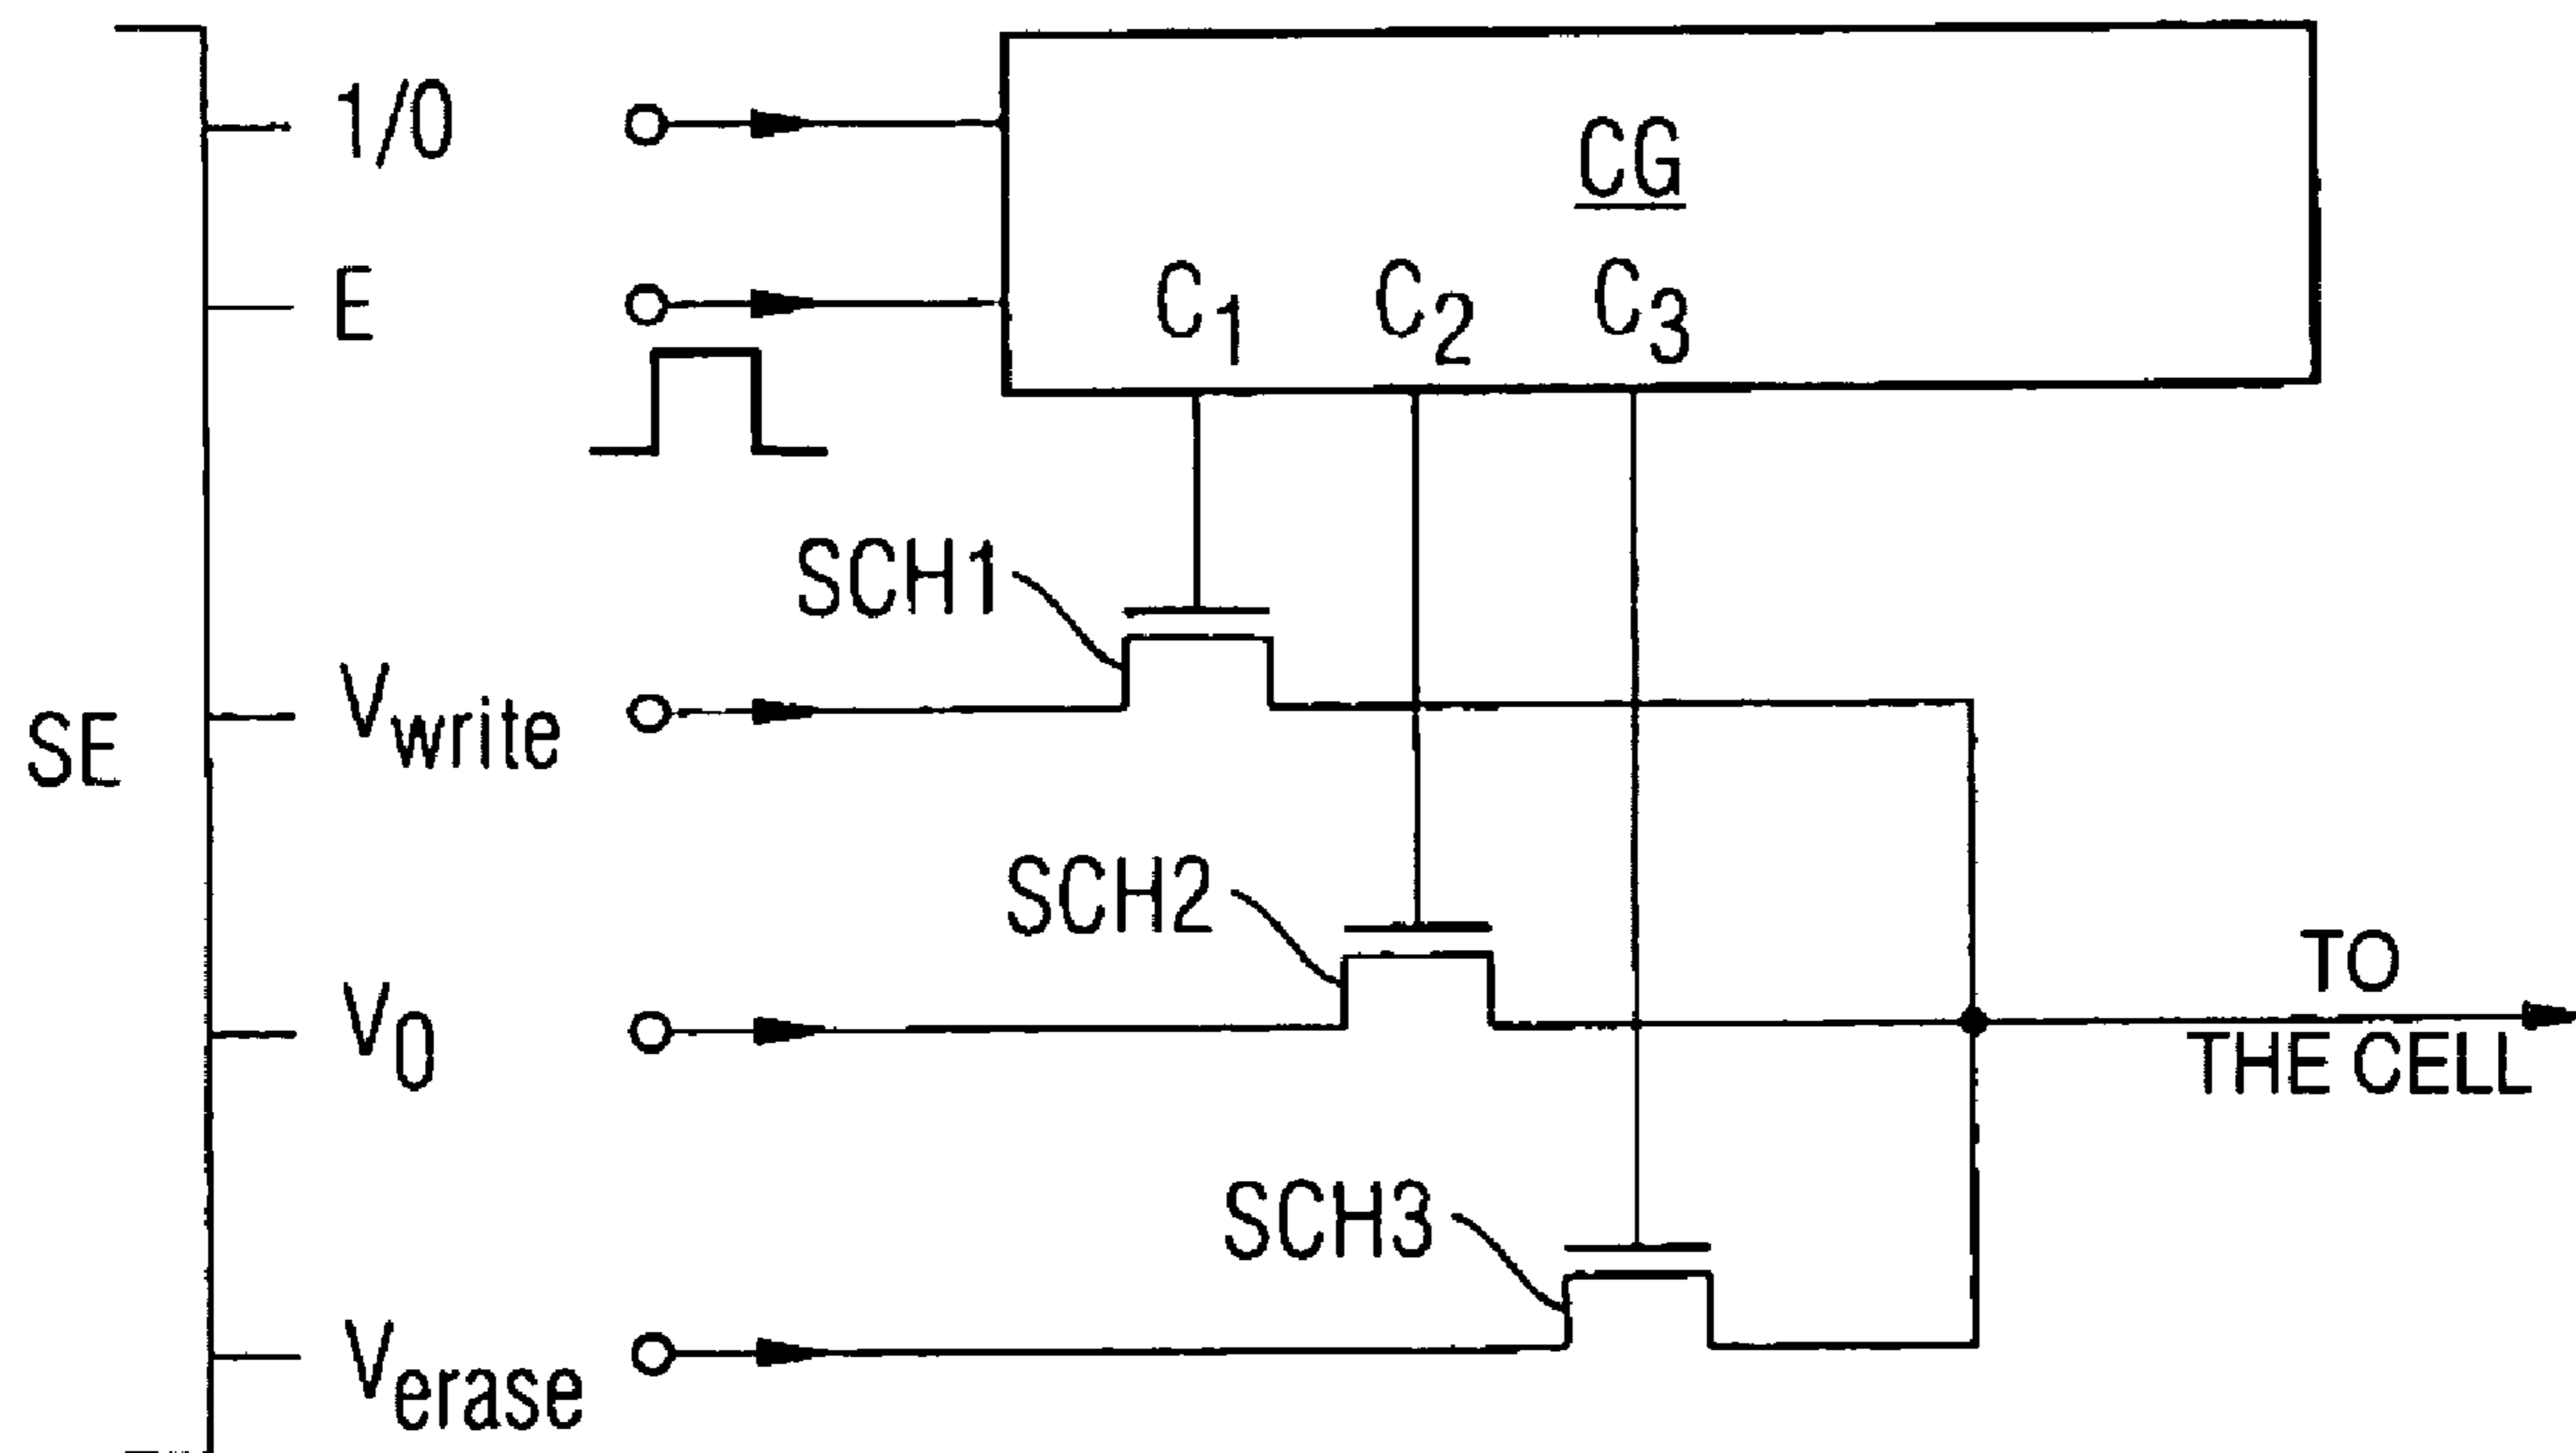 1/0
CG
E
C1 C2 C3
SCH1
Vwrite
SE
SCH2
TO
THE CELL
V0
SCH3
Verase